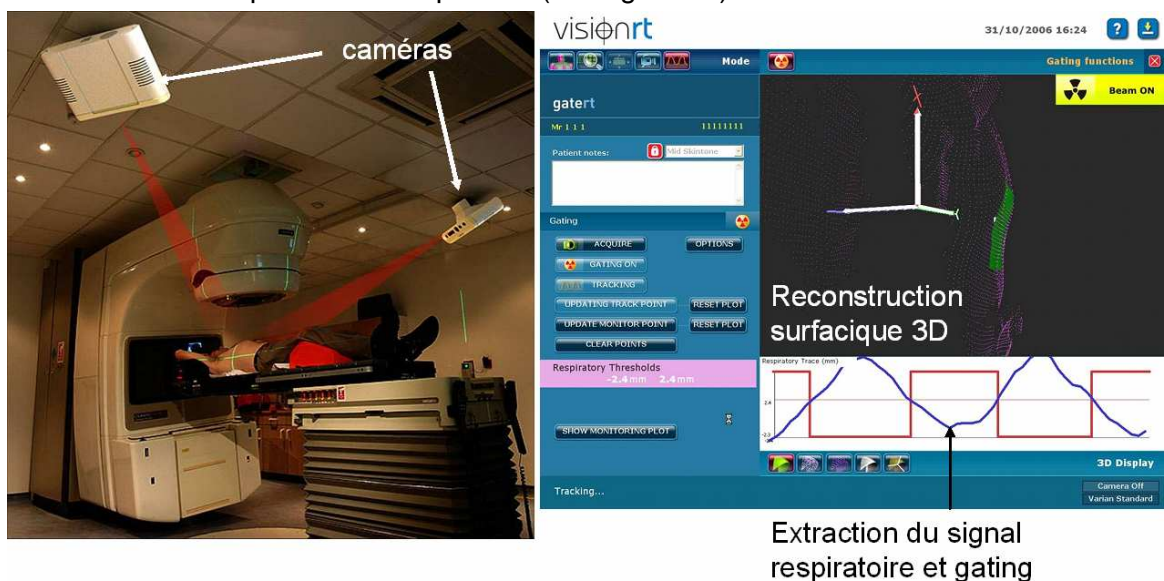 caméras
visionrt
31/10/2006 16:24
Mode
Gating functions
gatert
Beam ON
Mr 1 1 1
11111111
Patient notes:
Mid Skintone
Gating
ACQUIRE
OPTIONS
GATING ON
TRACKING
UPDATING TRACK POINT
RESET PLOT
UPDATE MONITOR POINT
RESET PLOT
CLEAR POINTS
Reconstruction
surfacique 3D
Respiratory Thresholds
-2.4mm 2.4mm
Respiratory Trace (mm)
SHOW MONITORING PLOT
3D Display
Tracking...
Camera Off
Varian Standard
Extraction du signal
respiratoire et gating